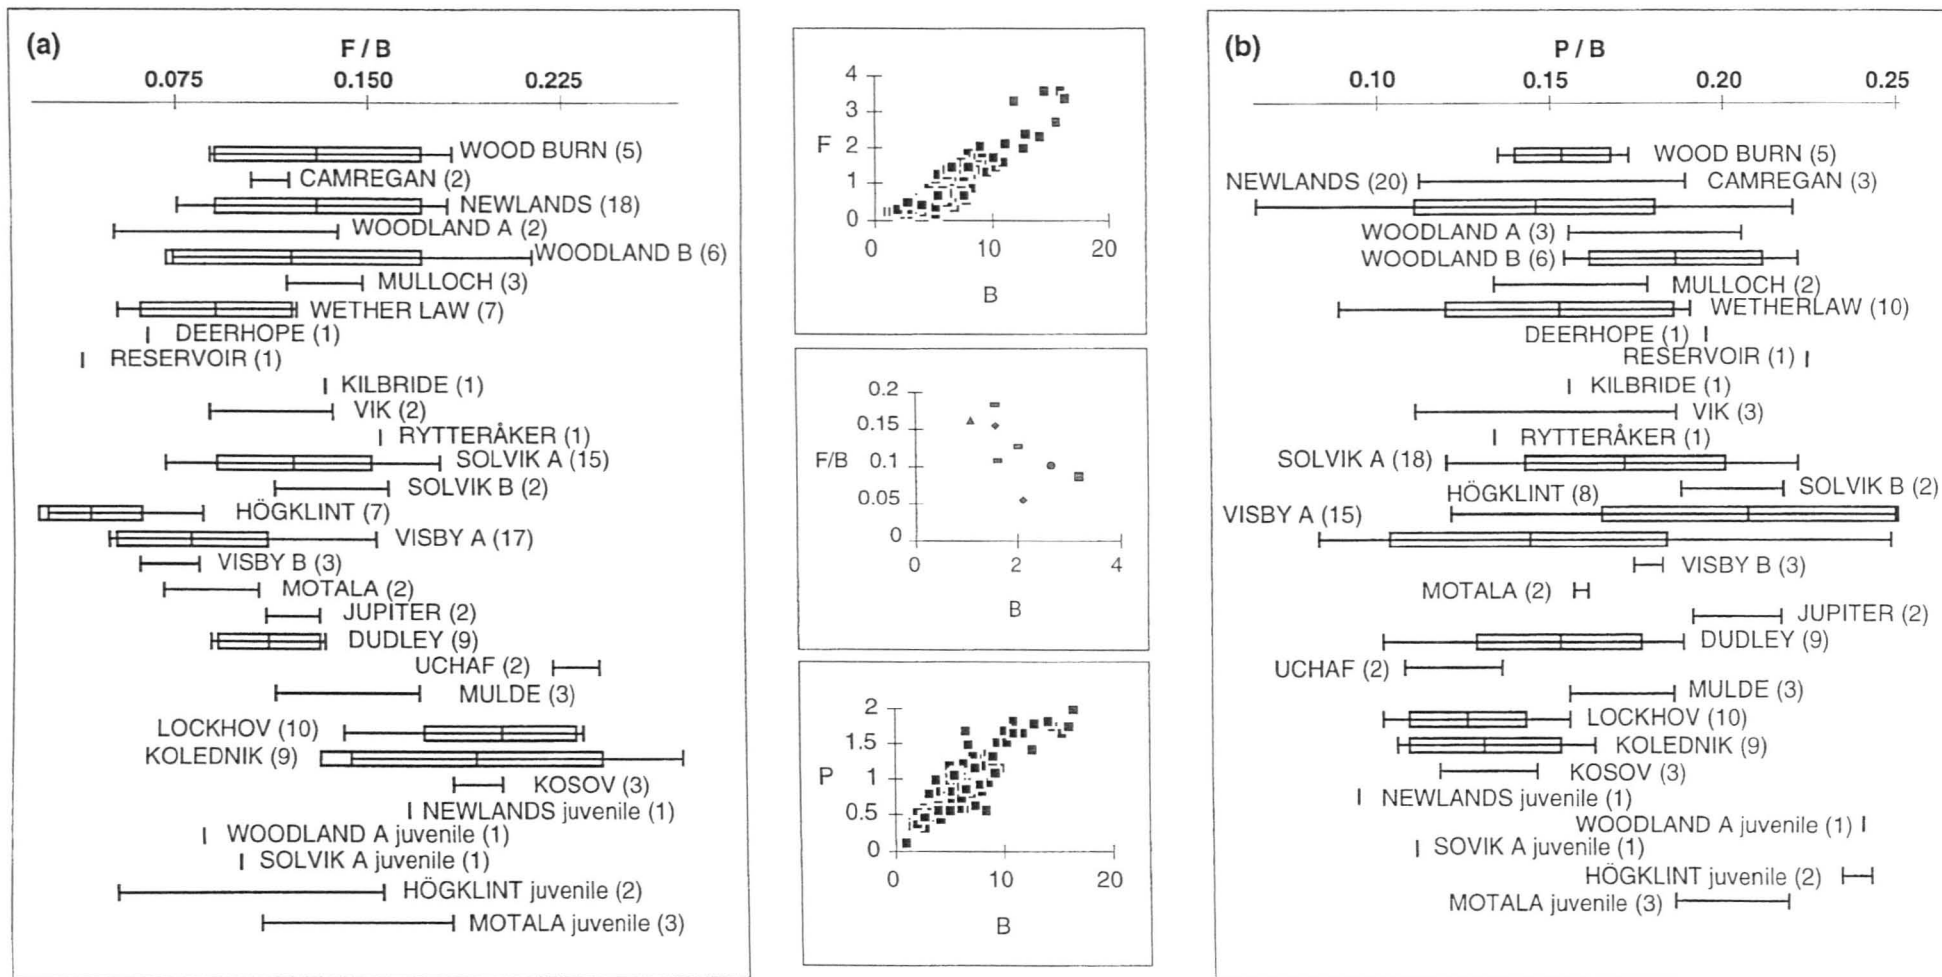 (a)
F / B
0.075 0.150 0.225
WOOD BURN (5)
CAMREGAN (2)
NEWLANDS (18)
WOODLAND A (2)
WOODLAND B (6)
MULLOCH (3)
WETHER LAW (7)
DEERHOPE (1)
RESERVOIR (1)
KILBRIDE (1)
VIK (2)
RYTTERÅKER (1)
SOLVIK A (15)
SOLVIK B (2)
HÖGKLINT (7)
VISBY A (17)
VISBY B (3)
MOTALA (2)
JUPITER (2)
DUDLEY (9)
UCHAF (2)
MULDE (3)
LOCKHOV (10)
KOLEDNIK (9)
KOSOV (3)
NEWLANDS juvenile (1)
WOODLAND A juvenile (1)
SOLVIK A juvenile (1)
HÖGKLINT juvenile (2)
MOTALA juvenile (3)
4
3
F 2
1
0
0 10 20
B
0.2
0.15
F/B 0.1
0.05
0
0 2 4
B
2
1.5
P 1
0.5
0
0 10 20
B
(b)
P / B
0.10 0.15 0.20 0.25
WOOD BURN (5)
NEWLANDS (20) CAMREGAN (3)
WOODLAND A (3)
WOODLAND B (6)
MULLOCH (2)
WETHERLAW (10)
DEERHOPE (1)
RESERVOIR (1)
KILBRIDE (1)
VIK (3)
RYTTERÅKER (1)
SOLVIK A (18)
SOLVIK B (2)
HÖGKLINT (8)
VISBY A (15)
VISBY B (3)
MOTALA (2)
JUPITER (2)
DUDLEY (9)
UCHAF (2)
MULDE (3)
LOCKHOV (10)
KOLEDNIK (9)
KOSOV (3)
NEWLANDS juvenile (1)
WOODLAND A juvenile (1)
SOVIK A juvenile (1)
HÖGKLINT juvenile (2)
MOTALA juvenile (3)